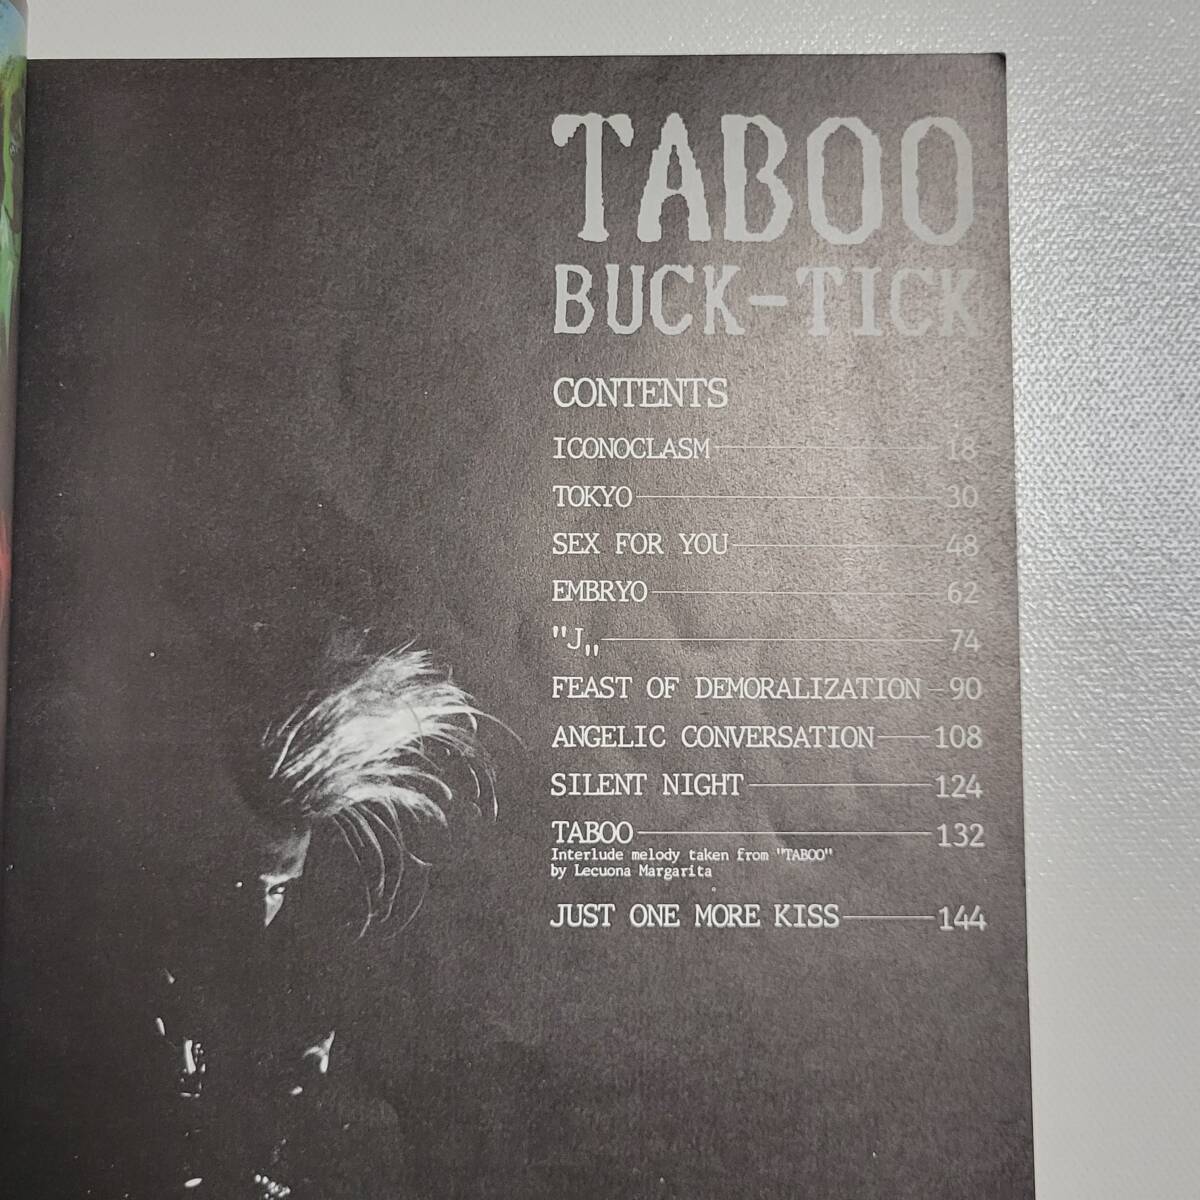 TABOO
BUCK-TICK
CONTENTS
ICONOCLASM 18
TOKYO 30
SEX FOR YOU 48
EMBRYO 62
"J„ 74
FEAST OF DEMORALIZATION 90
ANGELIC CONVERSATION 108
SILENT NIGHT 124
TABOO 132
Interlude melody taken from "TABOO"
by Lecuona Margarita
JUST ONE MORE KISS 144